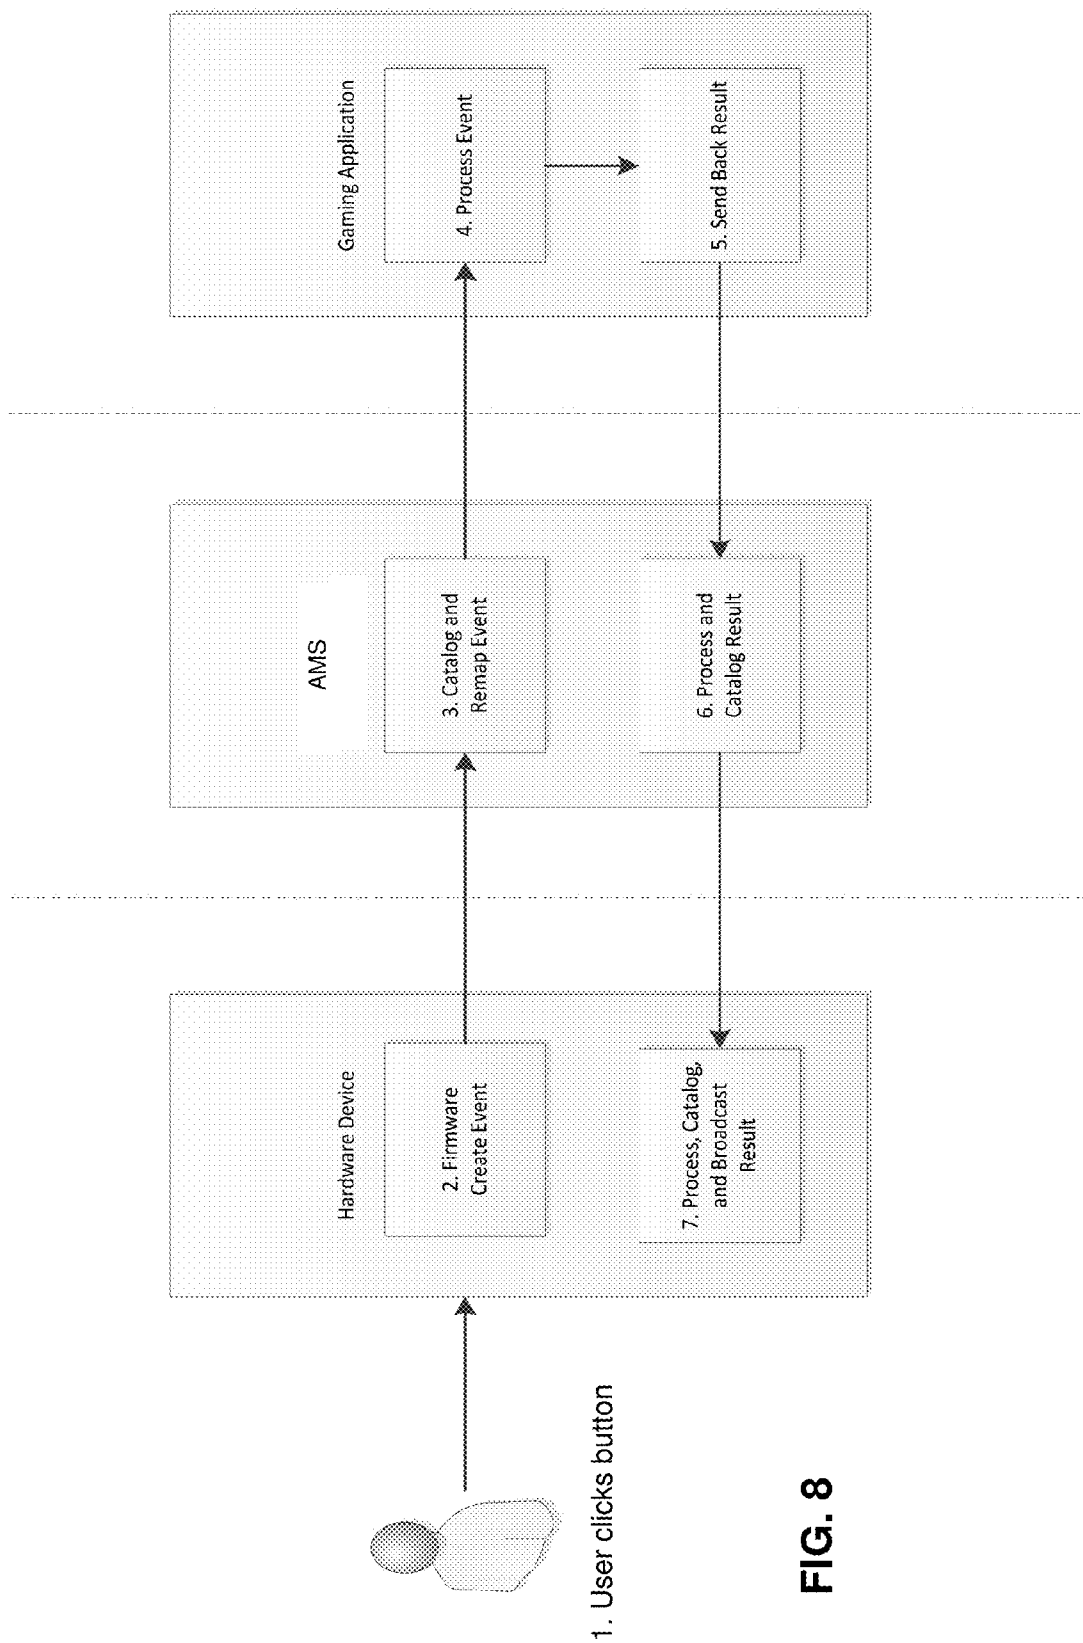 1. User clicks button
Hardware Device
2. Firmware
Create Event
AMS
3. Catalog and
Remap Event
Gaming Application
4. Process Event
5. Send Back Result
6. Process and
Catalog Result
7. Process, Catalog,
and Broadcast
Result
FIG. 8